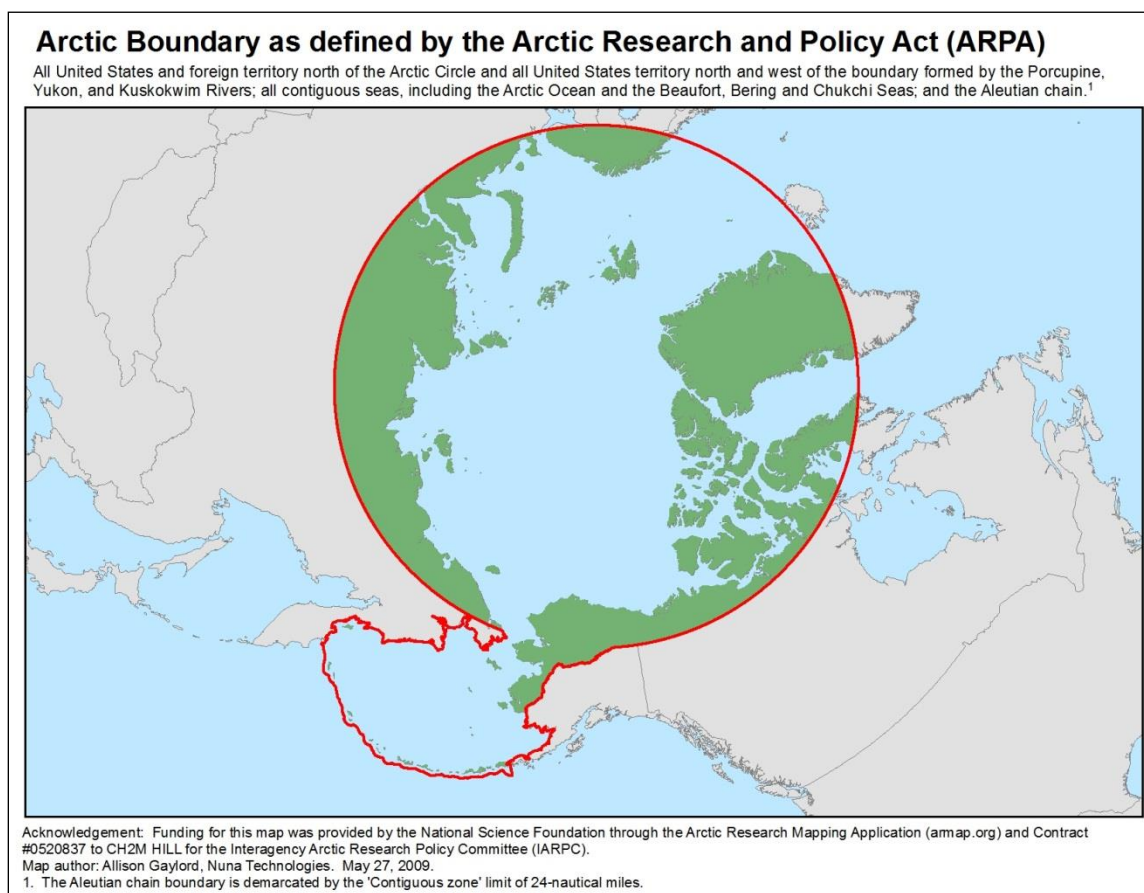 Arctic Boundary as defined by the Arctic Research and Policy Act (ARPA)
All United States and foreign territory north of the Arctic Circle and all United States territory north and west of the boundary formed by the Porcupine,
Yukon, and Kuskokwim Rivers; all contiguous seas, including the Arctic Ocean and the Beaufort, Bering and Chukchi Seas; and the Aleutian chain.¹
Acknowledgement:  Funding for this map was provided by the National Science Foundation through the Arctic Research Mapping Application (armap.org) and Contract
#0520837 to CH2M HILL for the Interagency Arctic Research Policy Committee (IARPC).
Map author: Allison Gaylord, Nuna Technologies.  May 27, 2009.
1.  The Aleutian chain boundary is demarcated by the 'Contiguous zone' limit of 24-nautical miles.